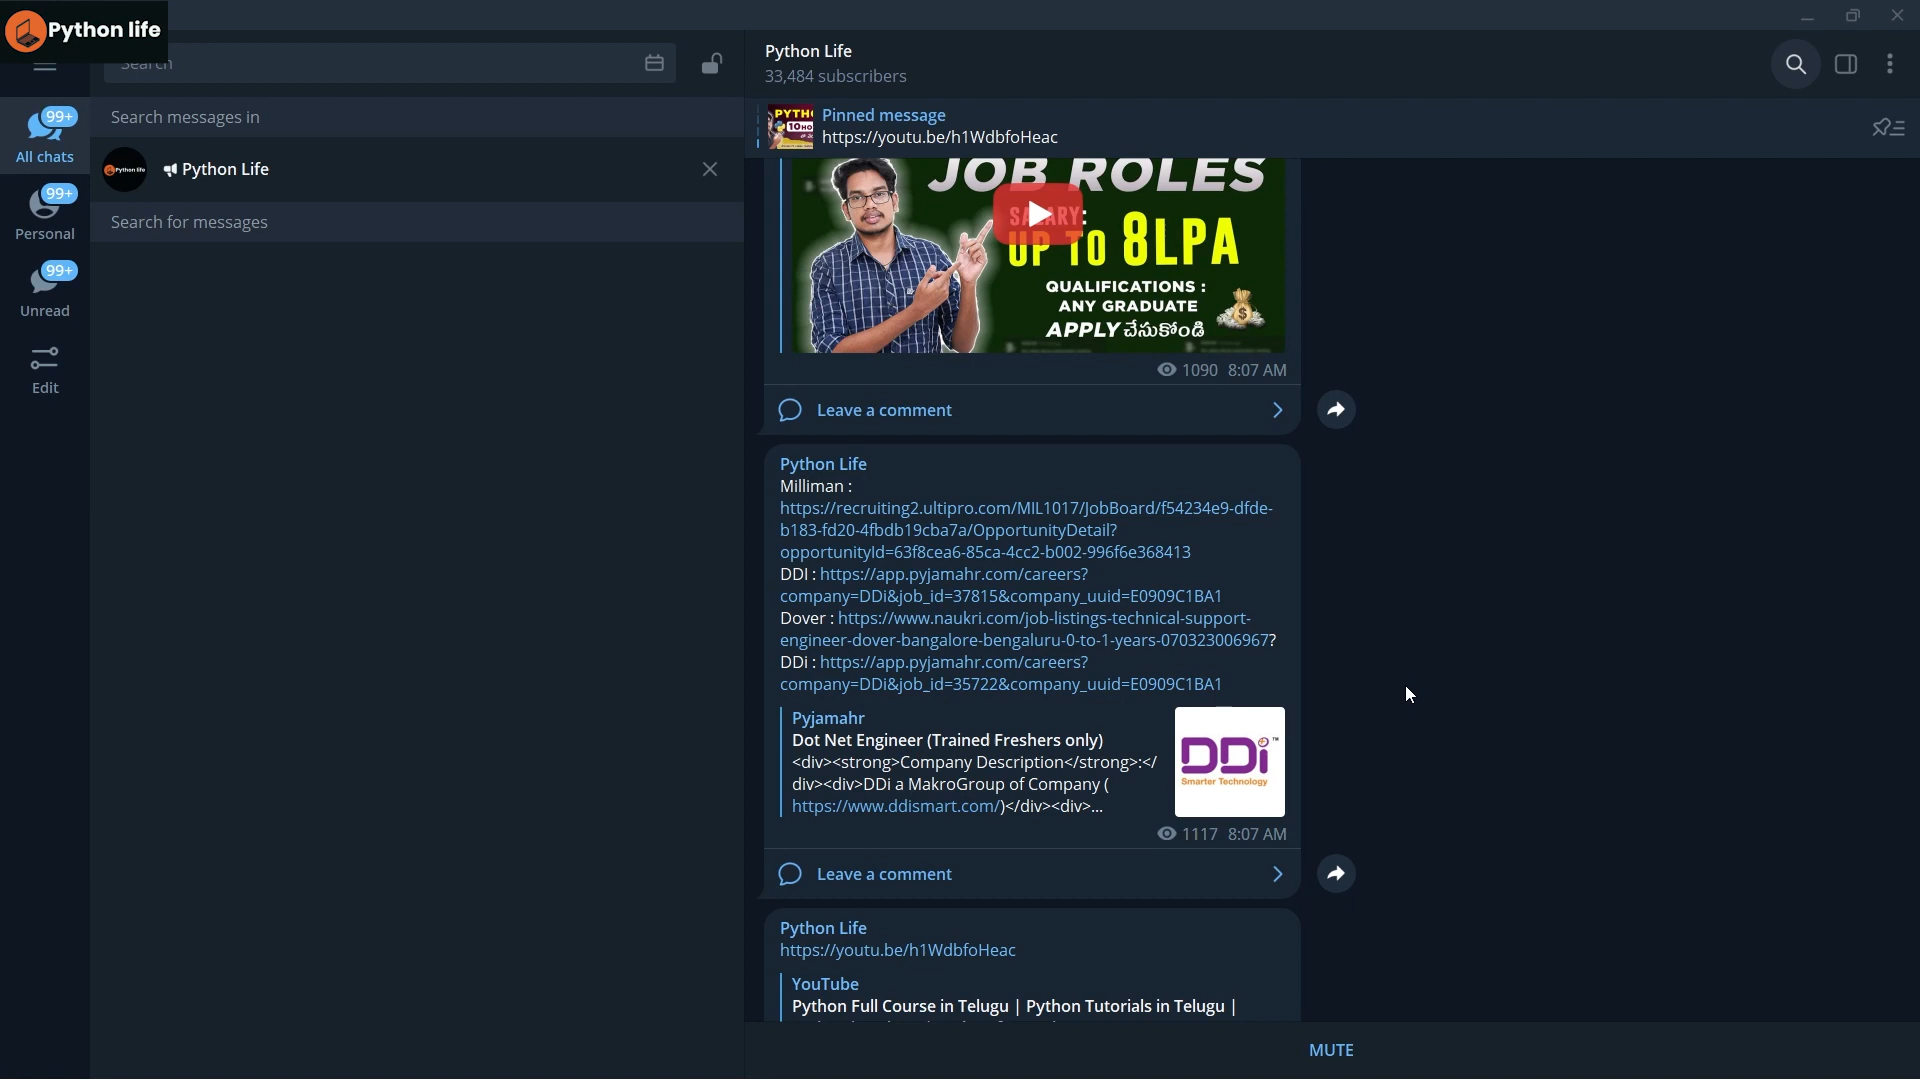 Python life
Search
Search messages in
Python Life
Search for messages
99+
All chats
99+
Personal
99+
Unread
Edit
Python Life
33,484 subscribers
Pinned message
https://youtu.be/h1WdbfoHeac
PYTH
10 HO
JOB ROLES
SALARY:
UP TO 8LPA
QUALIFICATIONS :
ANY GRADUATE
APPLY చేసుకోండి
1090 8:07 AM
Leave a comment
Python Life
Milliman :
https://recruiting2.ultipro.com/MIL1017/JobBoard/f54234e9-dfde-
b183-fd20-4fbdb19cba7a/OpportunityDetail?
opportunityId=63f8cea6-85ca-4cc2-b002-996f6e368413
DDI : https://app.pyjamahr.com/careers?
company=DDi&job_id=37815&company_uuid=E0909C1BA1
Dover : https://www.naukri.com/job-listings-technical-support-
engineer-dover-bangalore-bengaluru-0-to-1-years-070323006967?
DDi : https://app.pyjamahr.com/careers?
company=DDi&job_id=35722&company_uuid=E0909C1BA1
Pyjamahr
Dot Net Engineer (Trained Freshers only)
<div><strong>Company Description</strong>:</
div><div>DDi a MakroGroup of Company (
https://www.ddismart.com/)</div><div>...
DDi™
Smarter Technology
1117 8:07 AM
Leave a comment
Python Life
https://youtu.be/h1WdbfoHeac
YouTube
Python Full Course in Telugu | Python Tutorials in Telugu |
MUTE